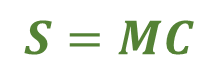 S = MC